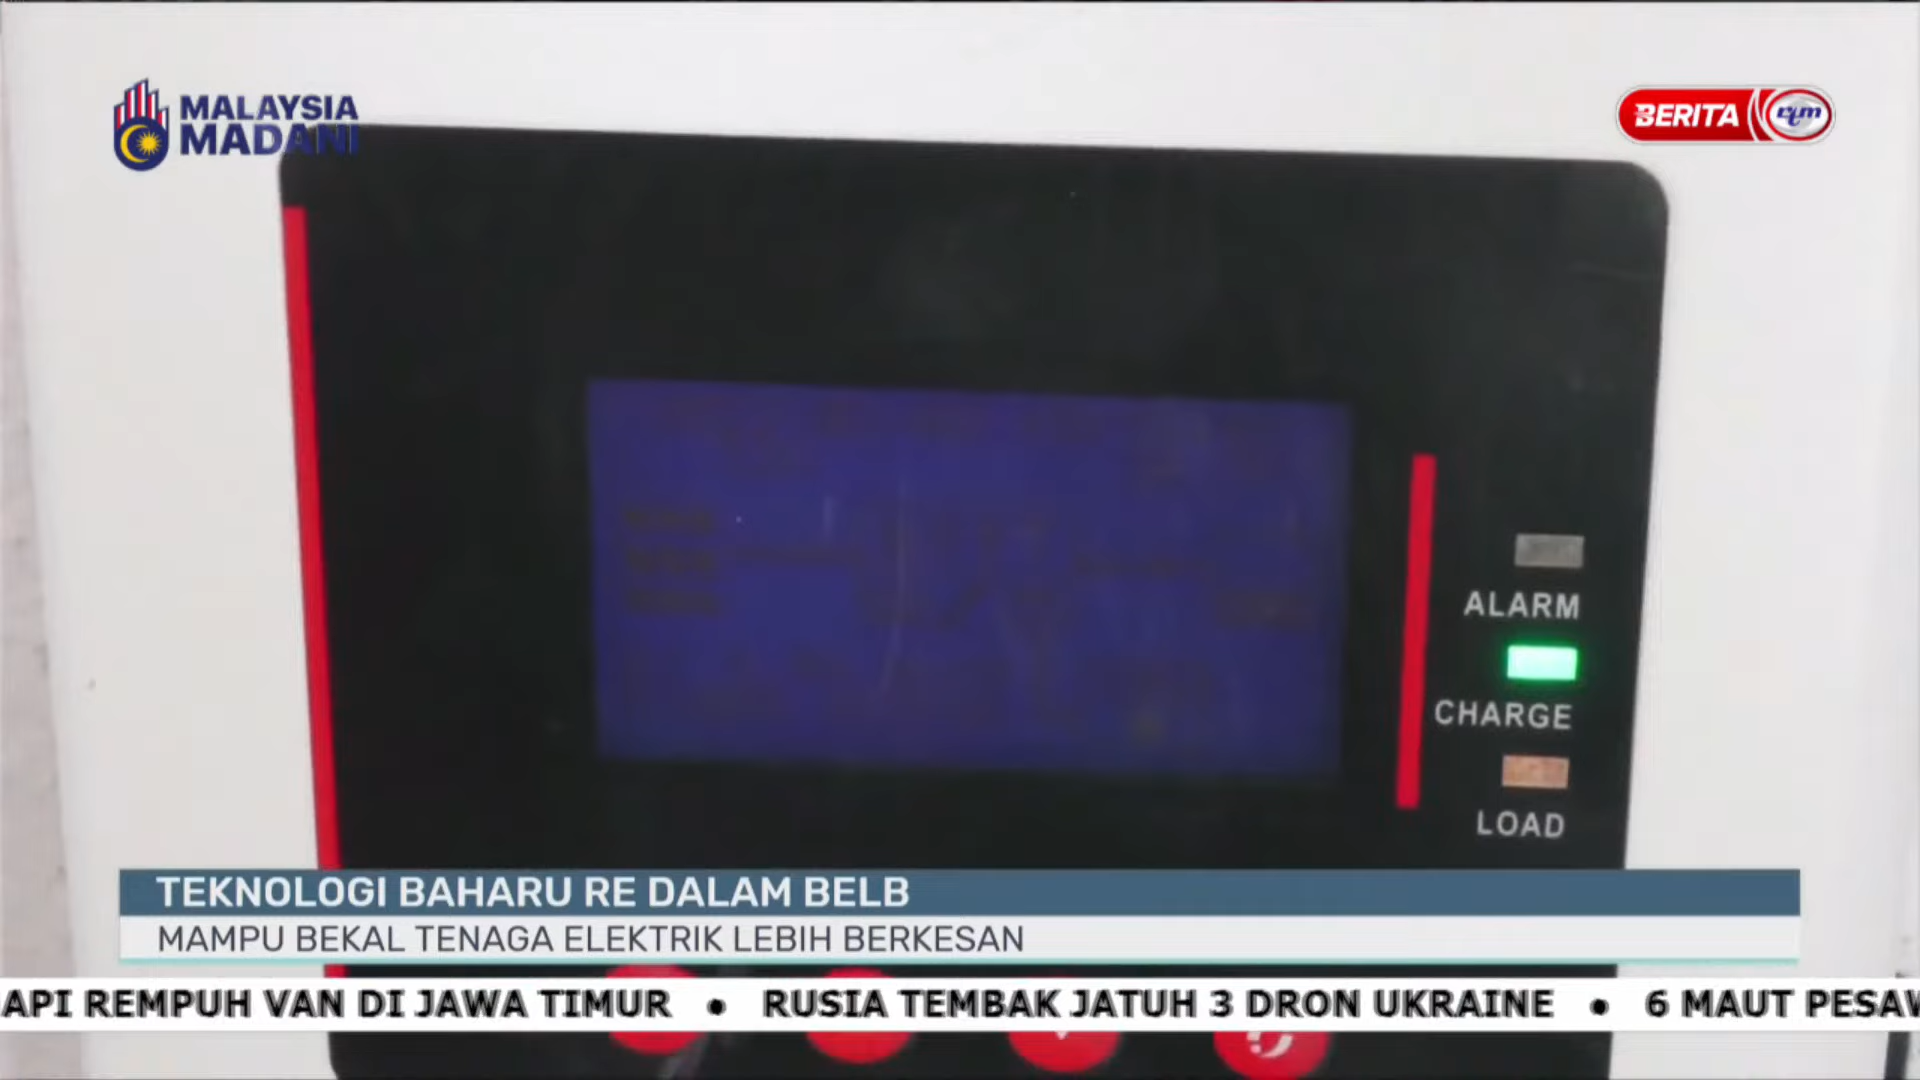 MALAYSIA
MADANI
BERITA rtm
ALARM
CHARGE
LOAD
TEKNOLOGI BAHARU RE DALAM BELB
MAMPU BEKAL TENAGA ELEKTRIK LEBIH BERKESAN
API REMPUH VAN DI JAWA TIMUR • RUSIA TEMBAK JATUH 3 DRON UKRAINE • 6 MAUT PESAW